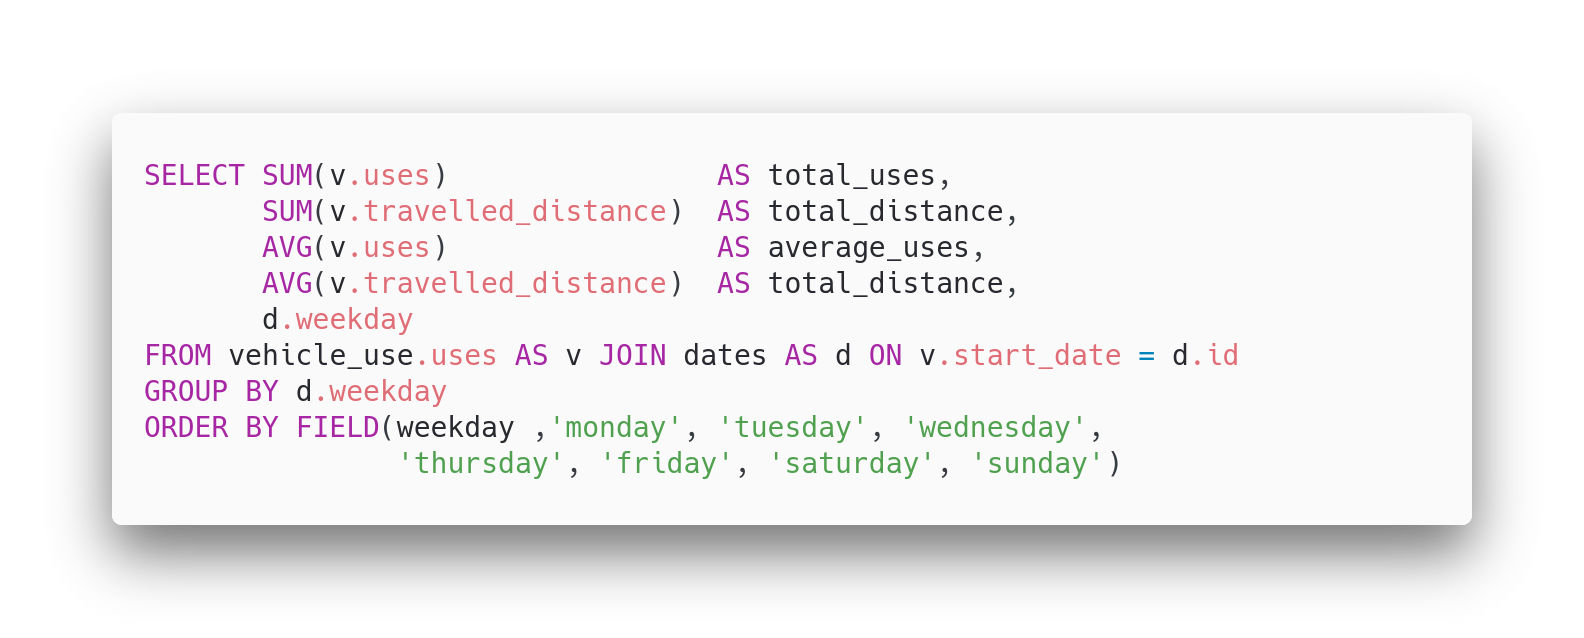 SELECT SUM(v.uses)                AS total_uses,
       SUM(v.travelled_distance)  AS total_distance,
       AVG(v.uses)                AS average_uses,
       AVG(v.travelled_distance)  AS total_distance,
       d.weekday
FROM vehicle_use.uses AS v JOIN dates AS d ON v.start_date = d.id
GROUP BY d.weekday
ORDER BY FIELD(weekday ,'monday', 'tuesday', 'wednesday',
               'thursday', 'friday', 'saturday', 'sunday')